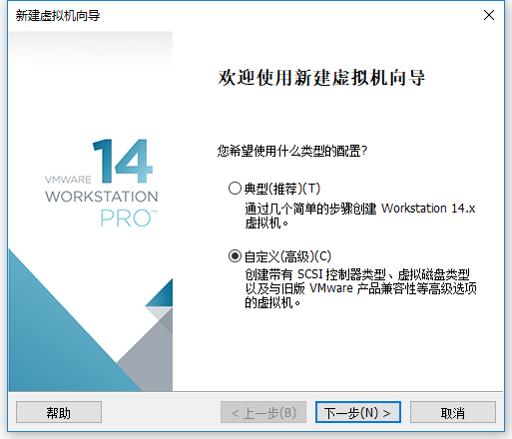 新建虚拟机向导
欢迎使用新建虚拟机向导
14
VMWARE
WORKSTATION
PRO™
您希望使用什么类型的配置?
典型(推荐)(T)
通过几个简单的步骤创建 Workstation 14.x
虚拟机。
自定义(高级)(C)
创建带有 SCSI 控制器类型、虚拟磁盘类型
以及与旧版 VMware 产品兼容性等高级选项
的虚拟机。
帮助
< 上一步(B)
下一步(N) >
取消